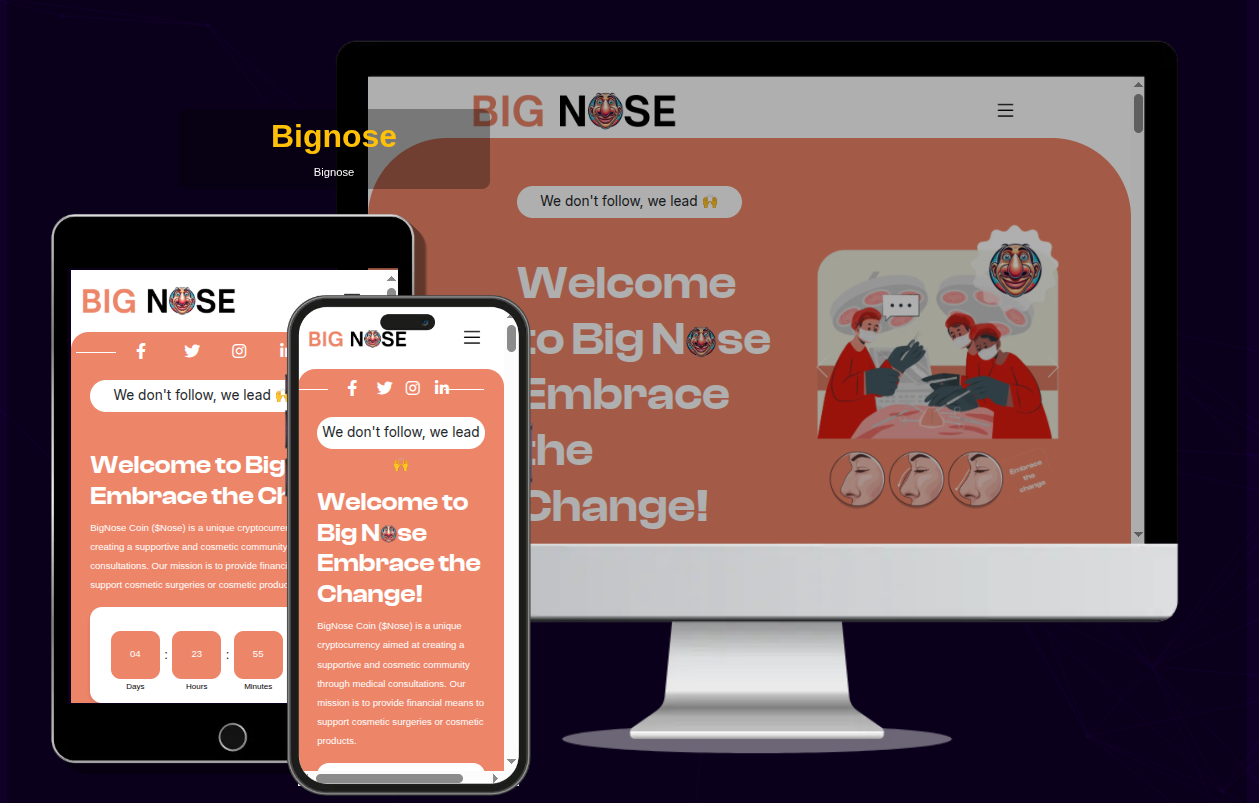 BIG NOSE
Bignose
Bignose
We don't follow, we lead 🙌
Welcome
to Big Nose
Embrace
the
Change!
Embrace
the
change
BIG NOSE
We don't follow, we lead 🙌
Welcome to Big
Embrace the Ch
BigNose Coin ($Nose) is a unique cryptocurren
creating a supportive and cosmetic community
consultations. Our mission is to provide financi
support cosmetic surgeries or cosmetic produc
04 : 23 : 55
Days Hours Minutes
BIG NOSE
We don't follow, we lead
🙌
Welcome to
Big Nose
Embrace the
Change!
BigNose Coin ($Nose) is a unique
cryptocurrency aimed at creating a
supportive and cosmetic community
through medical consultations. Our
mission is to provide financial means to
support cosmetic surgeries or cosmetic
products.